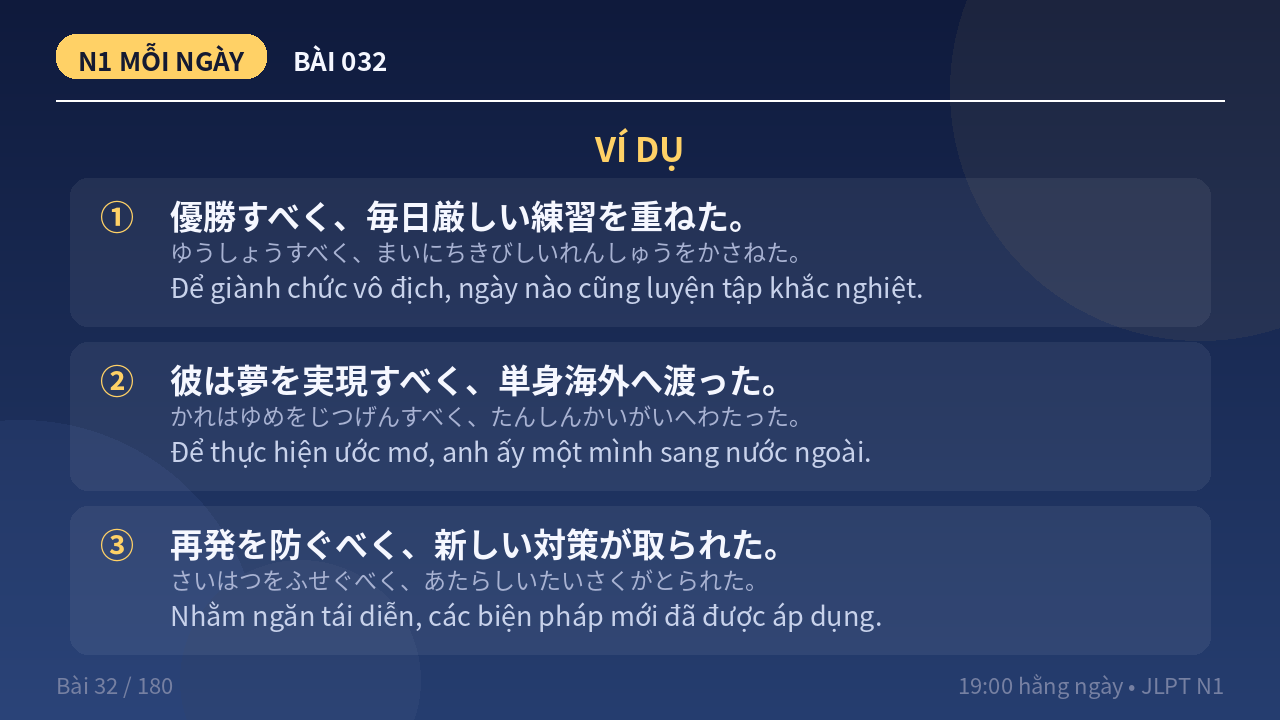 N1 MỖI NGÀY
BÀI 032
VÍ DỤ
① 優勝すべく、毎日厳しい練習を重ねた。
ゆうしょうすべく、まいにちきびしいれんしゅうをかさねた。
Để giành chức vô địch, ngày nào cũng luyện tập khắc nghiệt.
② 彼は夢を実現すべく、単身海外へ渡った。
かれはゆめをじつげんすべく、たんしんかいがいへわたった。
Để thực hiện ước mơ, anh ấy một mình sang nước ngoài.
③ 再発を防ぐべく、新しい対策が取られた。
さいはつをふせぐべく、あたらしいたいさくがとられた。
Nhằm ngăn tái diễn, các biện pháp mới đã được áp dụng.
Bài 32 / 180
19:00 hằng ngày • JLPT N1